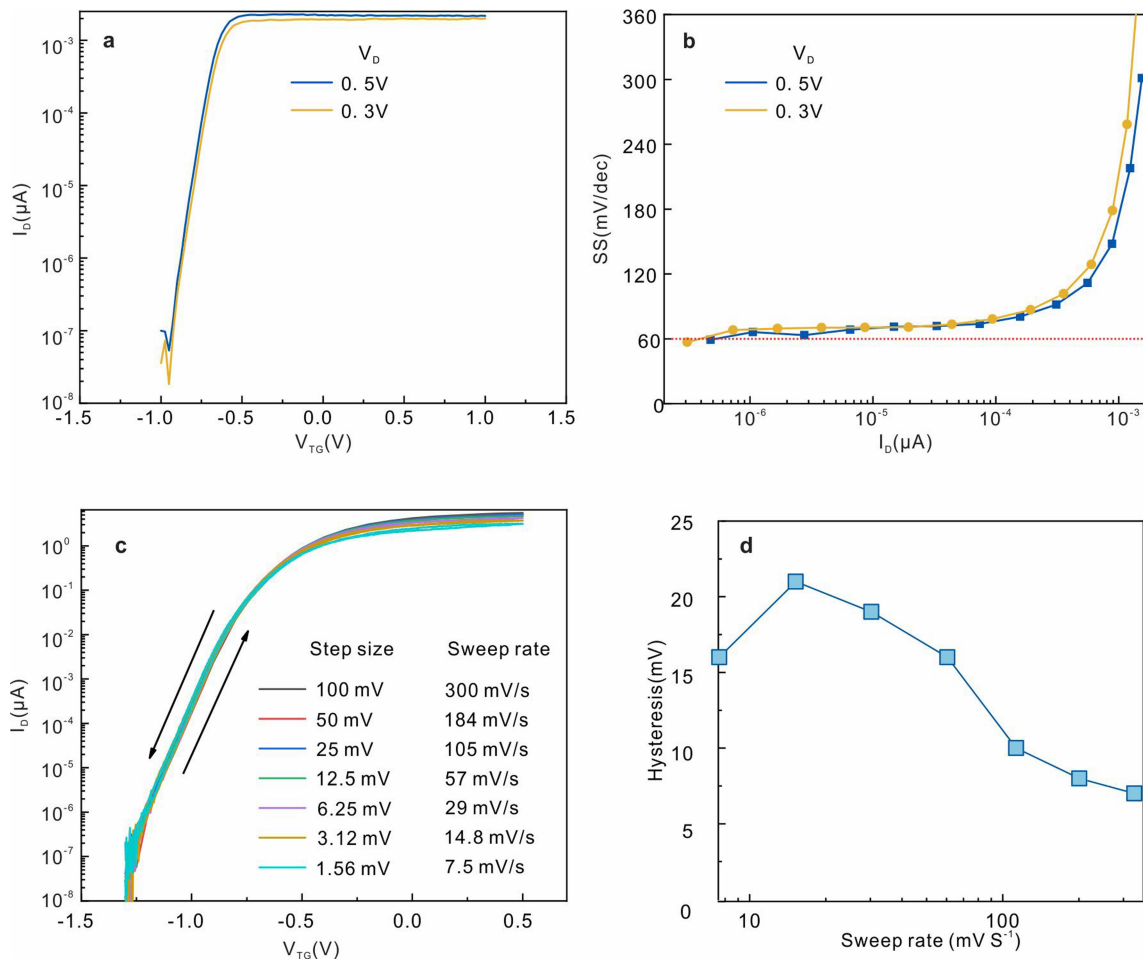 a
V_D
0. 5V
0. 3V
10⁻³
10⁻⁴
10⁻⁵
10⁻⁶
10⁻⁷
10⁻⁸
I_D(μA)
-1.5 -1.0 -0.5 0.0 0.5 1.0 1.5
V_TG(V)
b
V_D
0. 5V
0. 3V
360
300
240
180
120
60
0
SS(mV/dec)
10⁻⁶ 10⁻⁵ 10⁻⁴ 10⁻³
I_D(μA)
c
Step size Sweep rate
100 mV 300 mV/s
50 mV 184 mV/s
25 mV 105 mV/s
12.5 mV 57 mV/s
6.25 mV 29 mV/s
3.12 mV 14.8 mV/s
1.56 mV 7.5 mV/s
10⁰
10⁻¹
10⁻²
10⁻³
10⁻⁴
10⁻⁵
10⁻⁶
10⁻⁷
10⁻⁸
I_D(μA)
-1.5 -1.0 -0.5 0.0 0.5
V_TG(V)
d
25
20
15
10
5
0
Hysteresis(mV)
10 100
Sweep rate (mV S⁻¹)